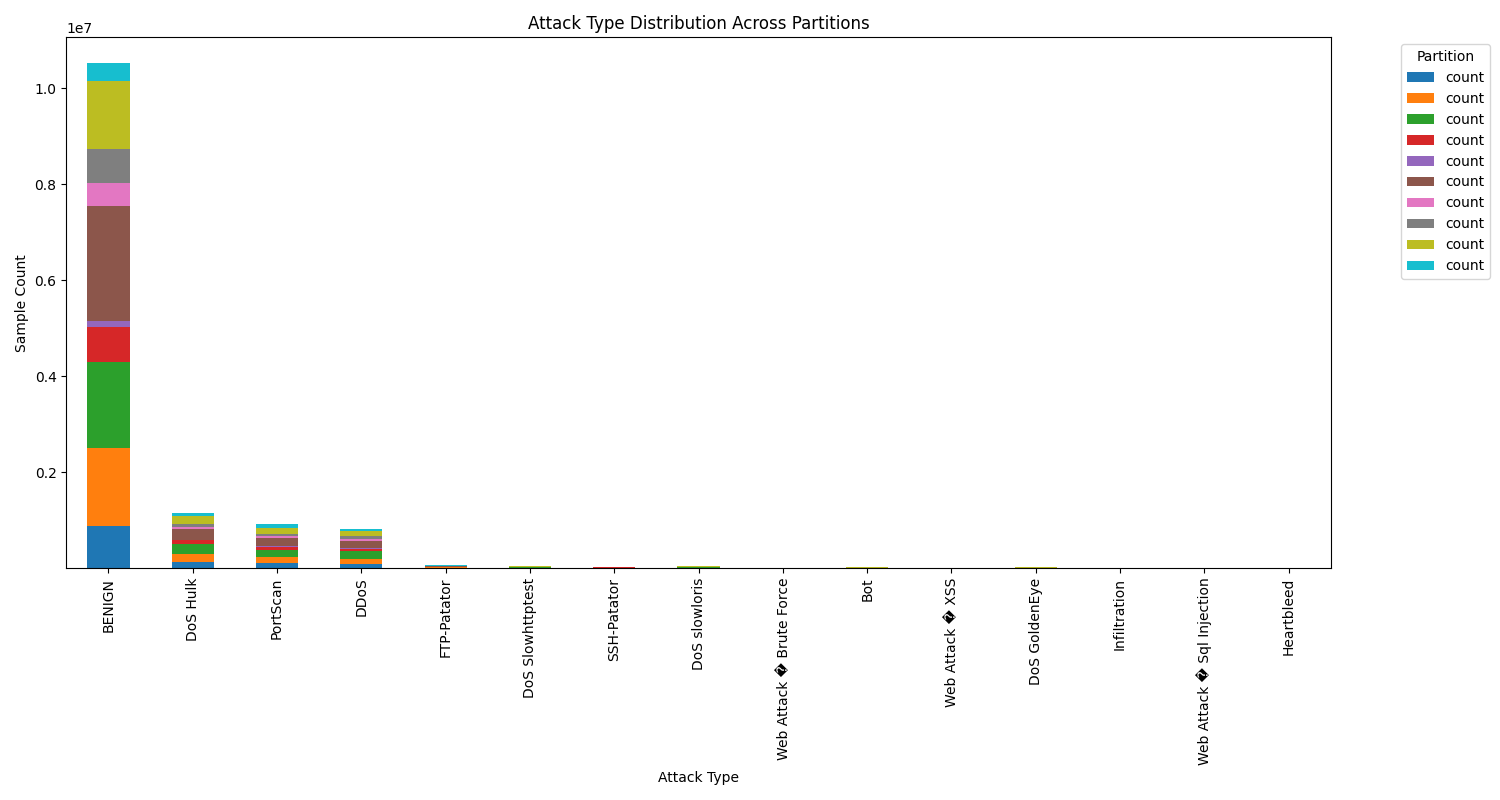 Attack Type Distribution Across Partitions
1e7
1.0
0.8
0.6
0.4
0.2
Sample Count
BENIGN
DoS Hulk
PortScan
DDoS
FTP-Patator
DoS Slowhttptest
SSH-Patator
DoS slowloris
Web Attack � Brute Force
Bot
Web Attack � XSS
DoS GoldenEye
Infiltration
Web Attack � Sql Injection
Heartbleed
Attack Type
Partition
count
count
count
count
count
count
count
count
count
count